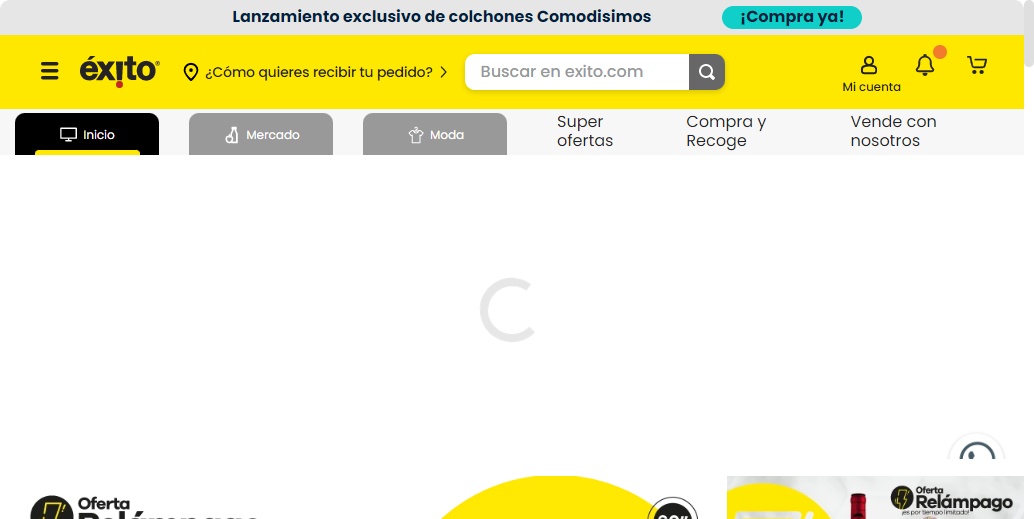 Lanzamiento exclusivo de colchones Comodisimos
¡Compra ya!
éxito
¿Cómo quieres recibir tu pedido?
Buscar en exito.com
Mi cuenta
Inicio
Mercado
Moda
Super
ofertas
Compra y
Recoge
Vende con
nosotros
Oferta
Relámpago
Oferta
Relámpago
¡es por tiempo limitado!